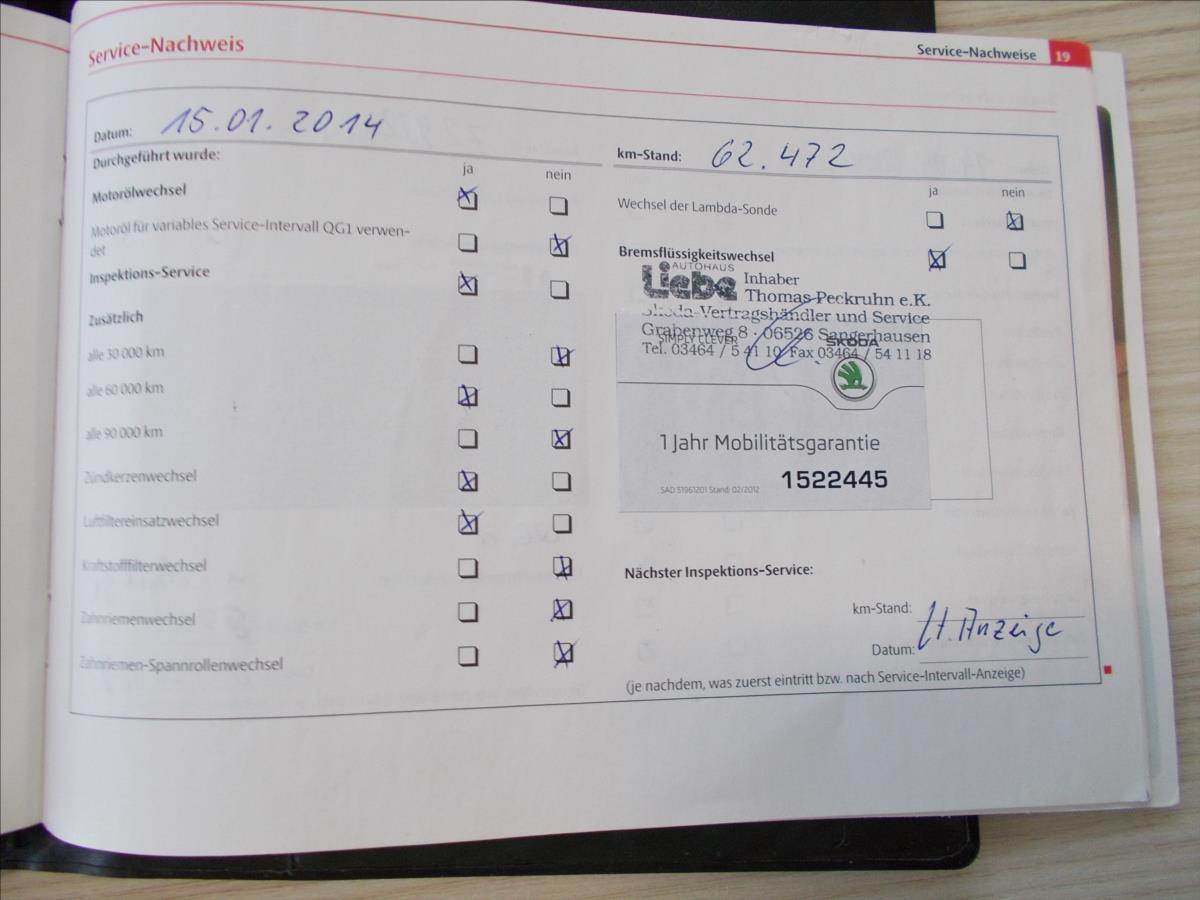 Service-Nachweis
Service-Nachweise 19
Datum: 15.01.2014
Durchgeführt wurde:
ja nein
Motorölwechsel
Motoröl für variables Service-Intervall QG1 verwen-
det
Inspektions-Service
Zusätzlich
alle 30 000 km
alle 60 000 km
alle 90 000 km
Zündkerzenwechsel
Luftfiltereinsatzwechsel
Kraftstofffilterwechsel
Zahnriemenwechsel
Zahnriemen-Spannrollenwechsel
km-Stand: 62.472
ja nein
Wechsel der Lambda-Sonde
Bremsflüssigkeitswechsel
AUTOHAUS
Liebe Inhaber
Thomas Peckruhn e.K.
Skoda-Vertragshändler und Service
Grabenweg 8 · 06526 Sangerhausen
SIMPLY CLEVER ŠKODA
Tel. 03464 / 5 41 10 Fax 03464 / 54 11 18
1 Jahr Mobilitätsgarantie
1522445
SAD 51961201 Stand: 02/2012
Nächster Inspektions-Service:
km-Stand:
Datum: lt. Anzeige
(je nachdem, was zuerst eintritt bzw. nach Service-Intervall-Anzeige)